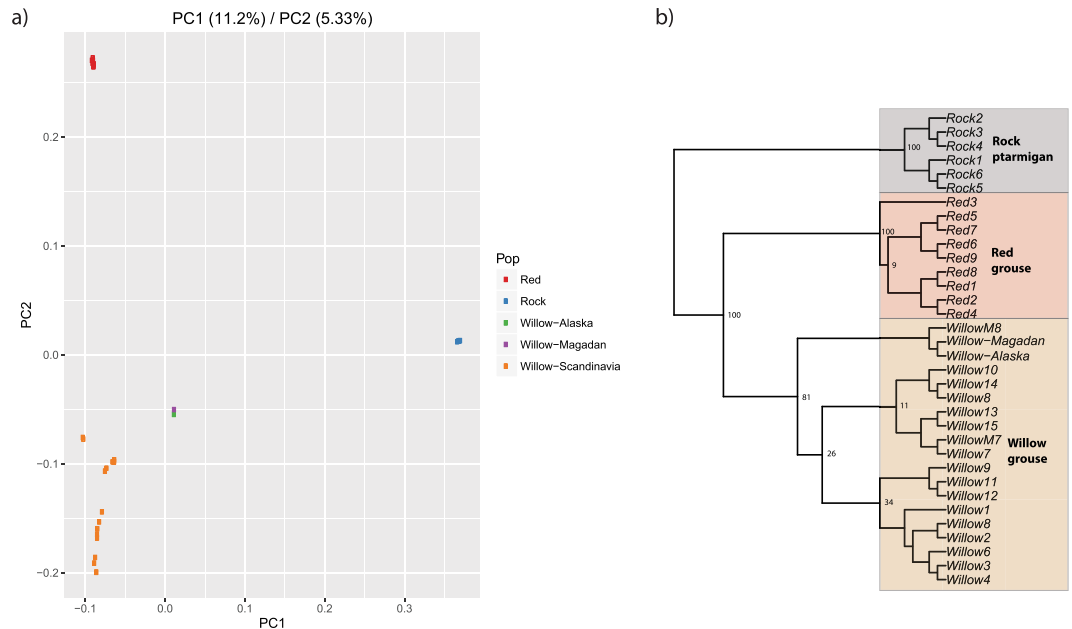 a)
PC1 (11.2%) / PC2 (5.33%)
0.2
0.1
0.0
−0.1
−0.2
PC2
−0.1
0.0
0.1
0.2
0.3
PC1
Pop
Red
Rock
Willow−Alaska
Willow−Magadan
Willow−Scandinavia
b)
Rock2
Rock3
Rock4
Rock1
Rock6
Rock5
100
Rock
ptarmigan
Red3
Red5
Red7
Red6
Red9
Red8
Red1
Red2
Red4
100
9
Red
grouse
100
WillowM8
Willow-Magadan
Willow-Alaska
Willow10
Willow14
Willow8
Willow13
Willow15
WillowM7
Willow7
Willow9
Willow11
Willow12
Willow1
Willow8
Willow2
Willow6
Willow3
Willow4
81
11
26
34
Willow
grouse